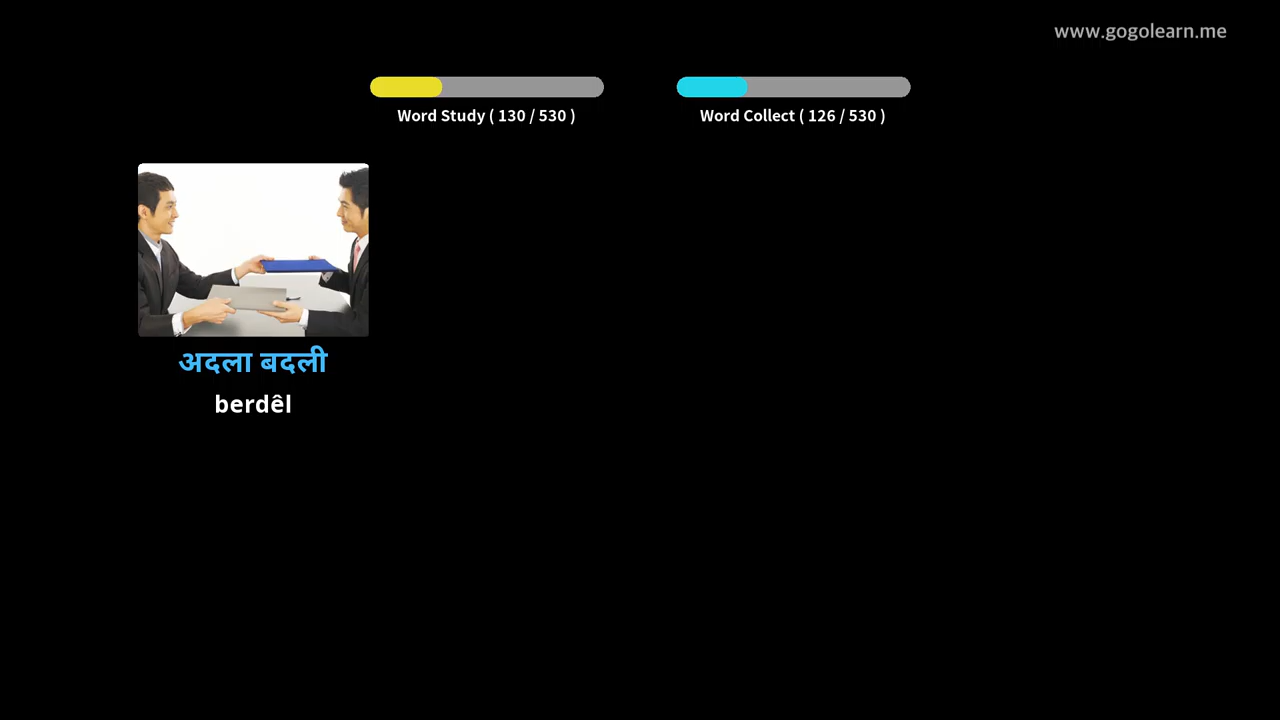 www.gogolearn.me
Word Study ( 130 / 530 )
Word Collect ( 126 / 530 )
अदला बदली
berdêl